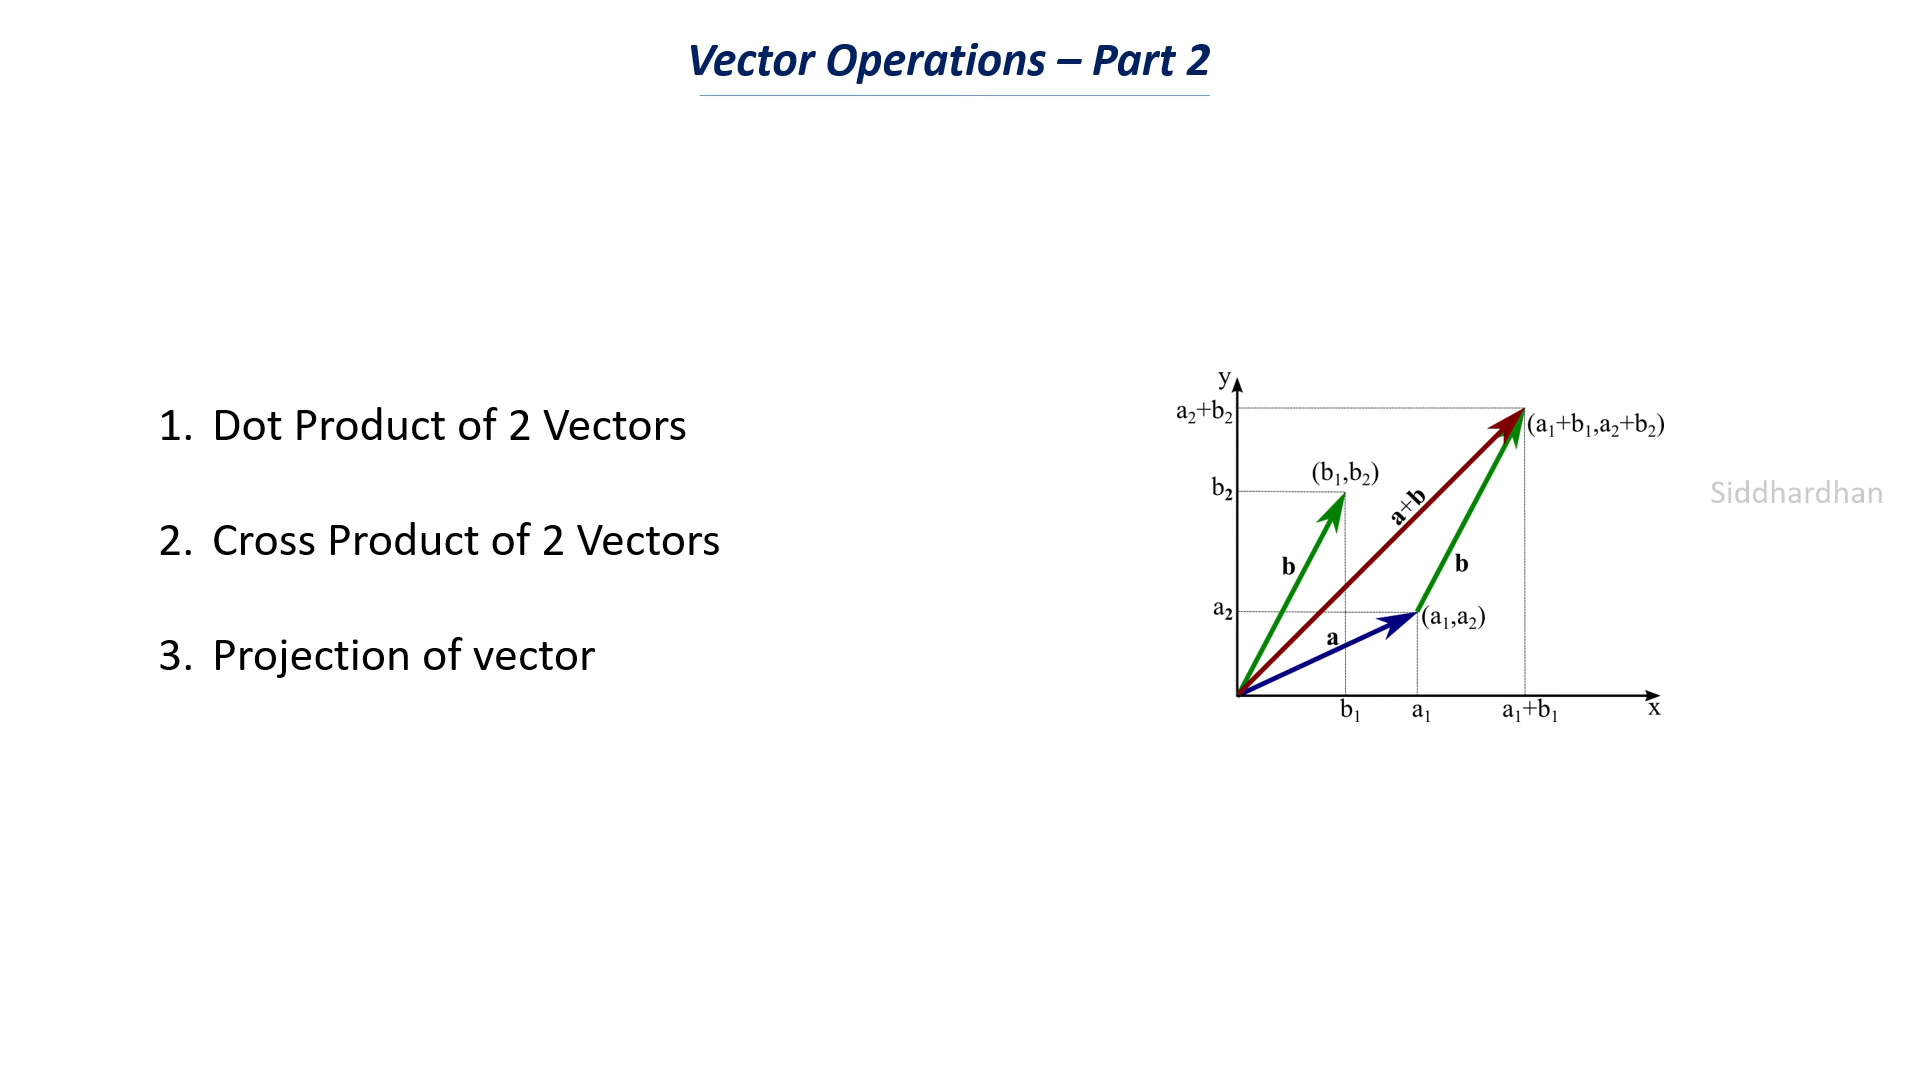 Vector Operations – Part 2
1. Dot Product of 2 Vectors
2. Cross Product of 2 Vectors
3. Projection of vector
y
a₂+b₂
(a₁+b₁,a₂+b₂)
(b₁,b₂)
b₂
a+b
Siddhardhan
b
b
a₂
(a₁,a₂)
a
b₁
a₁
a₁+b₁
x